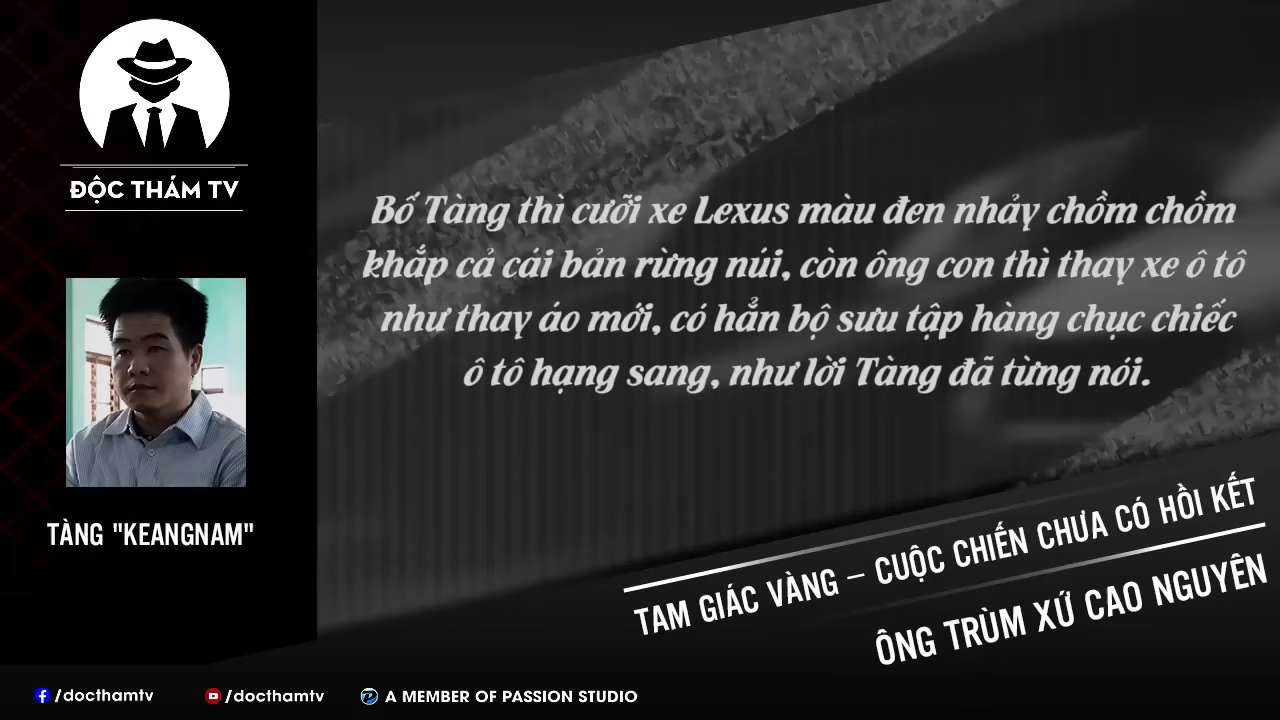 ĐỘC THÁM TV
TÀNG "KEANGNAM"
Bố Tàng thì cưỡi xe Lexus màu đen nhảy chồm chồm
khắp cả cái bản rừng núi, còn ông con thì thay xe ô tô
như thay áo mới, có hẳn bộ sưu tập hàng chục chiếc
ô tô hạng sang, như lời Tàng đã từng nói.
TAM GIÁC VÀNG – CUỘC CHIẾN CHƯA CÓ HỒI KẾT
ÔNG TRÙM XỨ CAO NGUYÊN
/docthamtv
/docthamtv
A MEMBER OF PASSION STUDIO